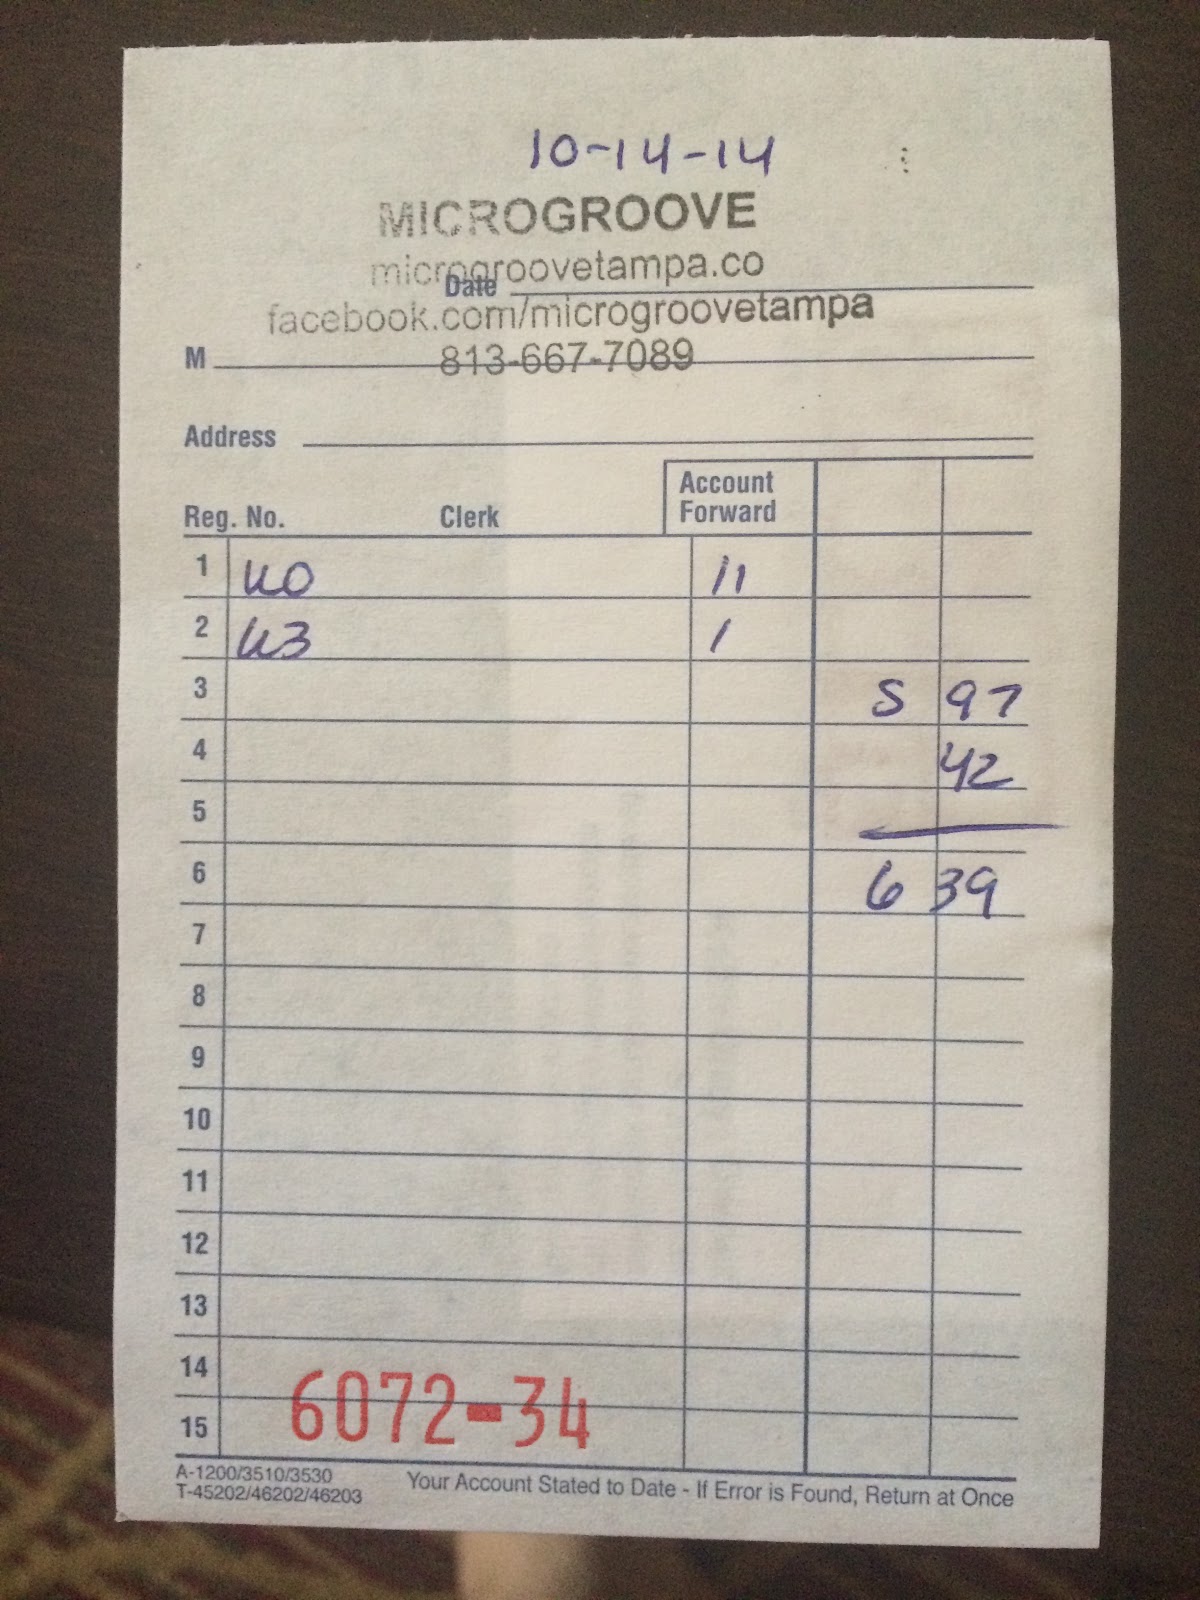 10-14-14
MICROGROOVE
microgroovetampa.co
Date
facebook.com/microgroovetampa
M 813-667-7089
Address
Account
Forward
Reg. No. Clerk
1 U0 11
2 U3 1
3 5 97
4 42
5
6 6 39
7
8
9
10
11
12
13
14
6072-34
15
A-1200/3510/3530
T-45202/46202/46203
Your Account Stated to Date - If Error is Found, Return at Once